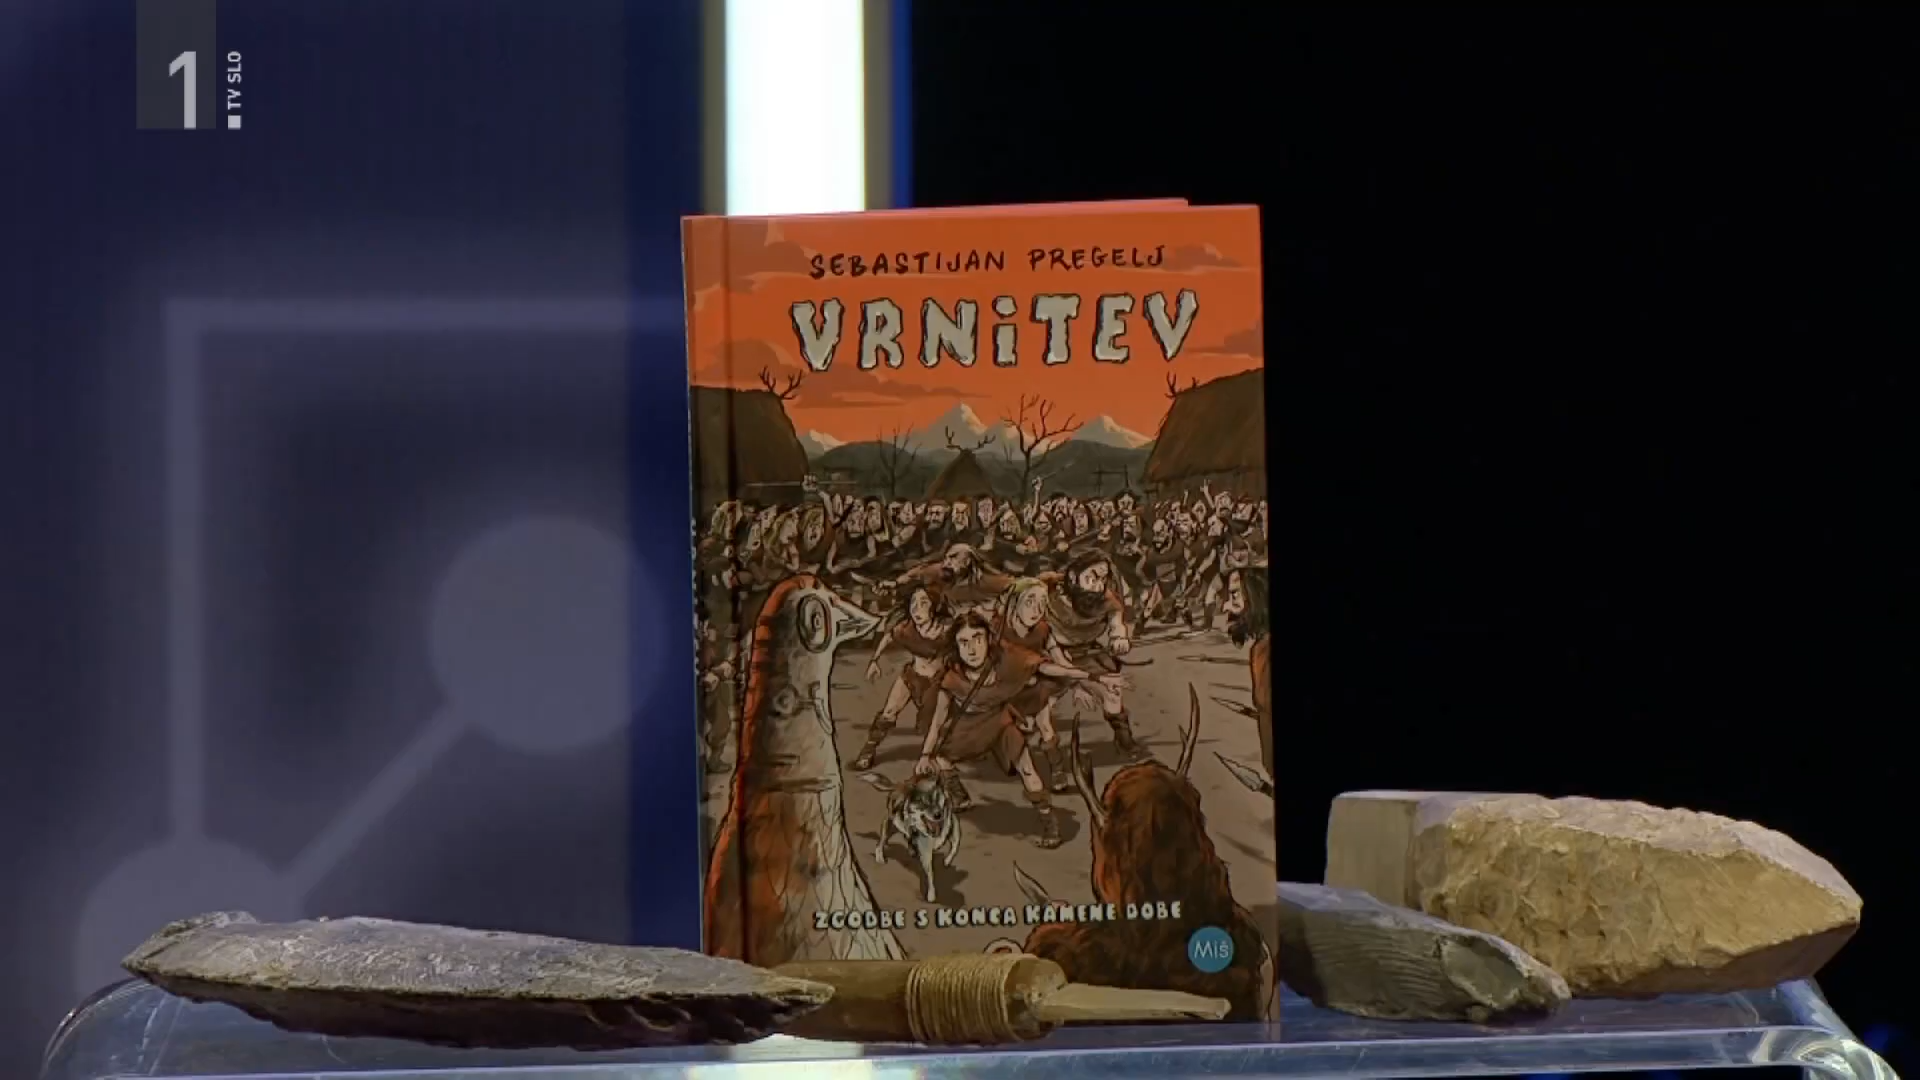 1
TV SLO
SEBASTIJAN PREGELJ
VRNiTEV
ZGODBE S KONCA KAMENE DOBE
Miš